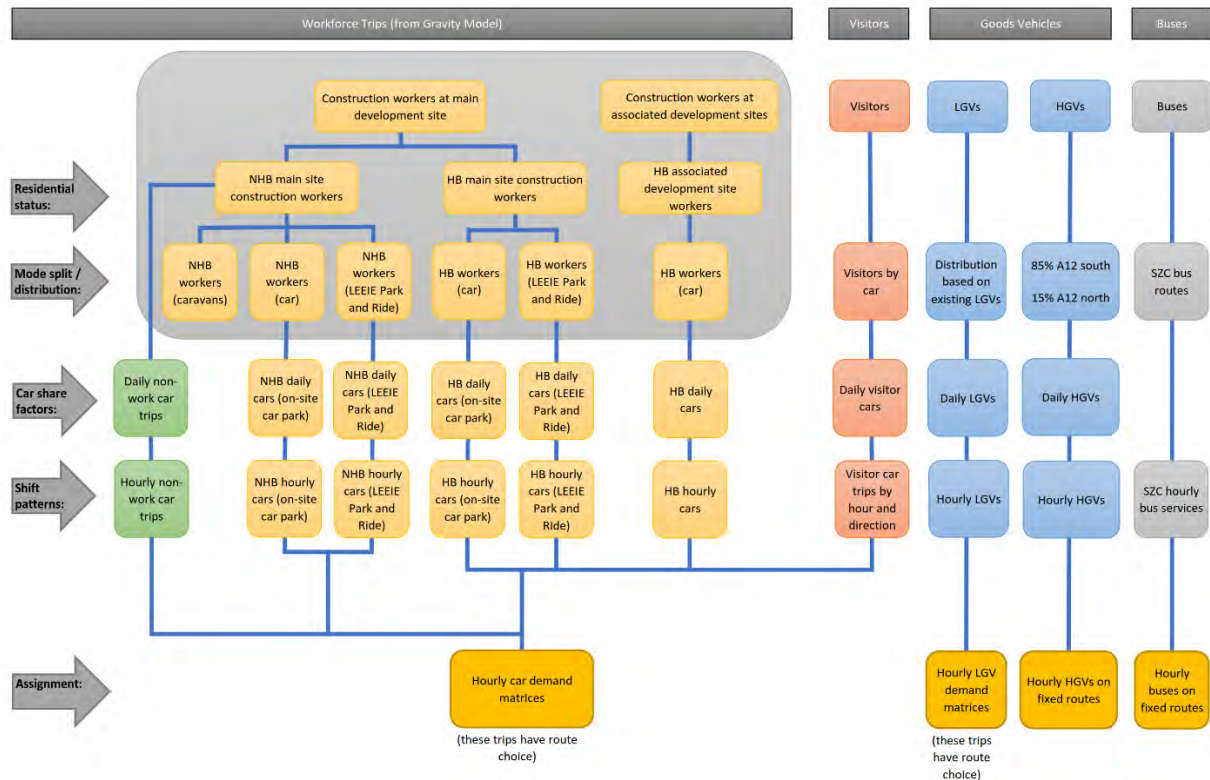 Workforce Trips (from Gravity Model)
Visitors
Goods Vehicles
Buses
Construction workers at main
development site
Construction workers at
associated development sites
Visitors
LGVs
HGVs
Buses
Residential
status:
NHB main site
construction workers
HB main site construction
workers
HB associated
development site
workers
Mode split /
distribution:
NHB
workers
(caravans)
NHB
workers
(car)
NHB
workers
(LEEIE Park
and Ride)
HB workers
(car)
HB workers
(LEEIE Park
and Ride)
HB workers
(car)
Visitors by
car
Distribution
based on
existing LGVs
85% A12 south
15% A12 north
SZC bus
routes
Car share
factors:
Daily non-
work car
trips
NHB daily
cars (on-site
car park)
NHB daily
cars (LEEIE
Park and
Ride)
HB daily
cars (on-site
car park)
HB daily
cars (LEEIE
Park and
Ride)
HB daily
cars
Daily visitor
cars
Daily LGVs
Daily HGVs
Shift
patterns:
Hourly non-
work car
trips
NHB hourly
cars (on-site
car park)
NHB hourly
cars (LEEIE
Park and
Ride)
HB hourly
cars (on-site
car park)
HB hourly
cars (LEEIE
Park and
Ride)
HB hourly
cars
Visitor car
trips by
hour and
direction
Hourly LGVs
Hourly HGVs
SZC hourly
bus services
Assignment:
Hourly car demand
matrices
(these trips have route
choice)
Hourly LGV
demand
matrices
(these trips
have route
choice)
Hourly HGVs on
fixed routes
Hourly
buses on
fixed routes